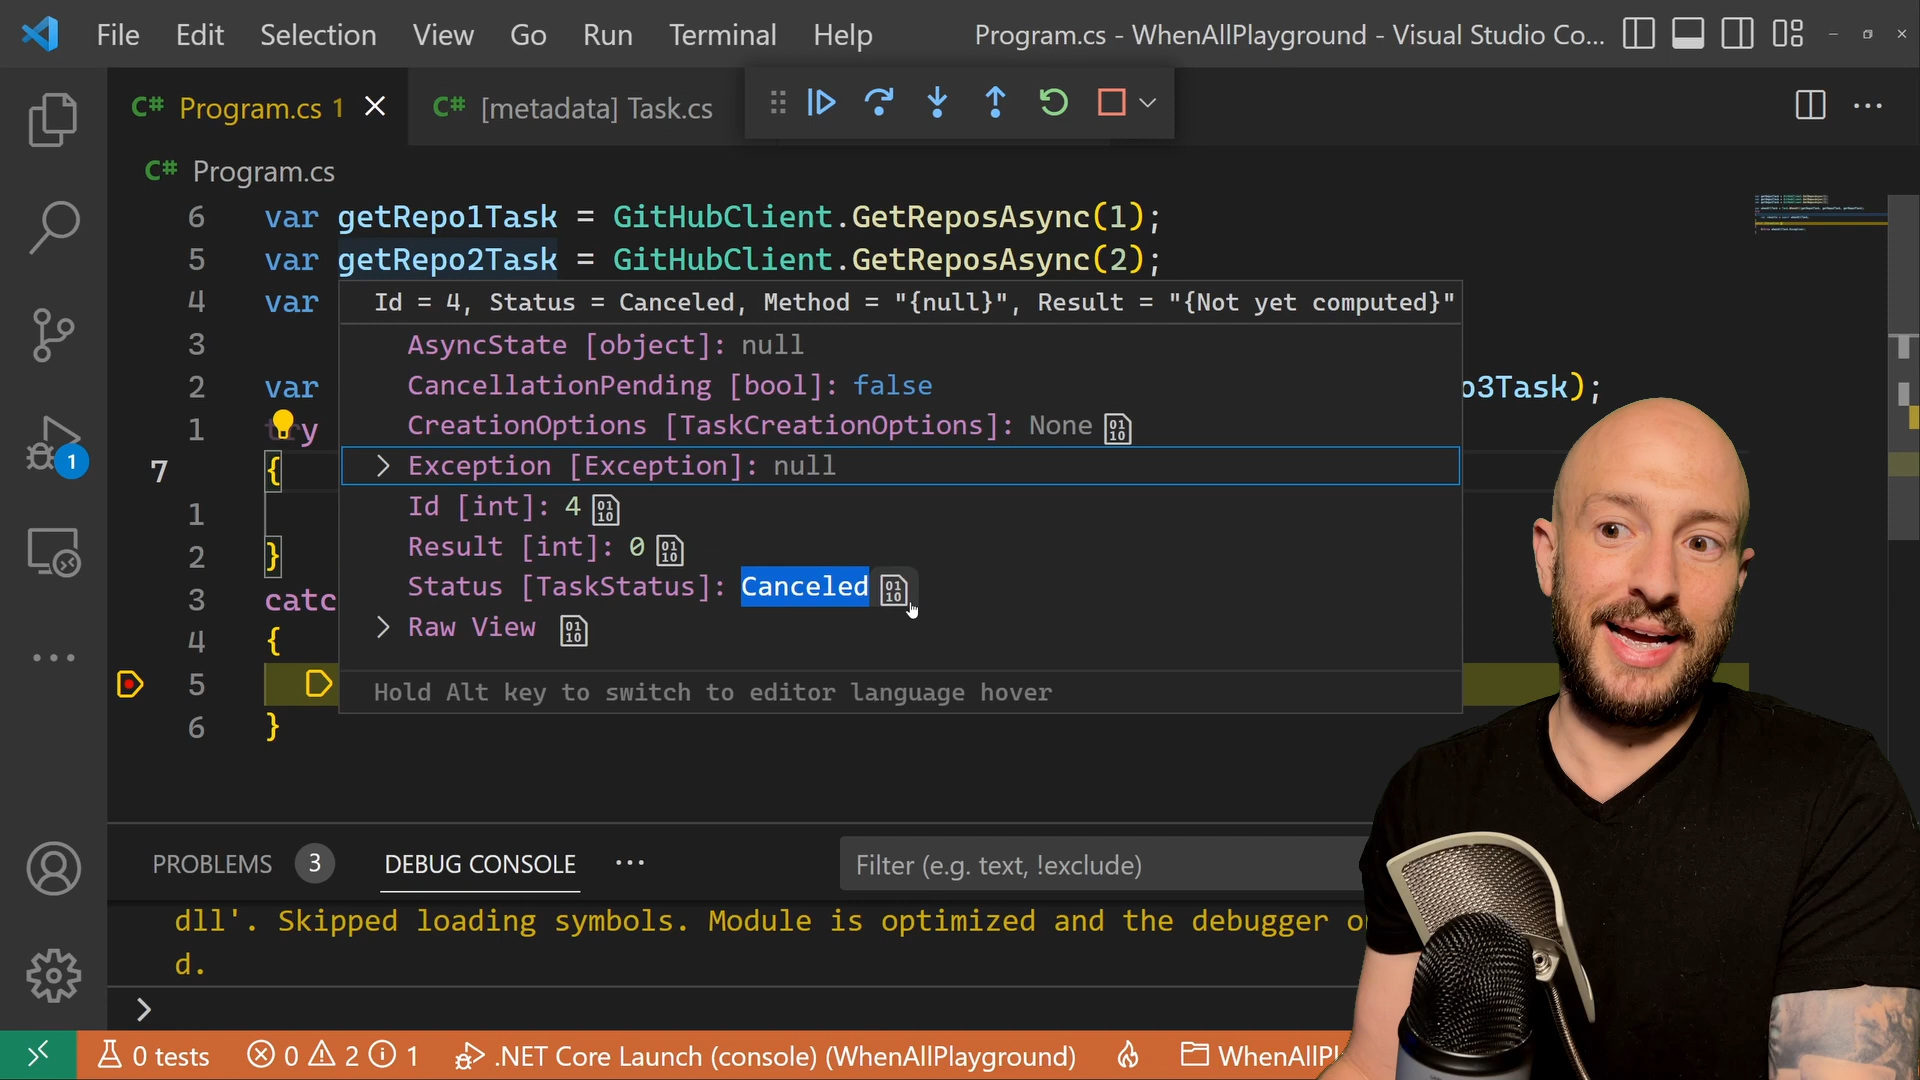 File Edit Selection View Go Run Terminal Help Program.cs - WhenAllPlayground - Visual Studio Co...
C# Program.cs 1 C# [metadata] Task.cs
C# Program.cs
6 var getRepo1Task = GitHubClient.GetReposAsync(1);
5 var getRepo2Task = GitHubClient.GetReposAsync(2);
4 var
Id = 4, Status = Canceled, Method = "{null}", Result = "{Not yet computed}"
3 AsyncState [object]: null
2 var CancellationPending [bool]: false o3Task);
1 try CreationOptions [TaskCreationOptions]: None
7 { Exception [Exception]: null
1 Id [int]: 4
2 } Result [int]: 0
3 catc Status [TaskStatus]: Canceled
4 { Raw View
5 Hold Alt key to switch to editor language hover
6 }
PROBLEMS 3 DEBUG CONSOLE ... Filter (e.g. text, !exclude)
dll'. Skipped loading symbols. Module is optimized and the debugger o
d.
0 tests 0 2 1 .NET Core Launch (console) (WhenAllPlayground) WhenAllPl